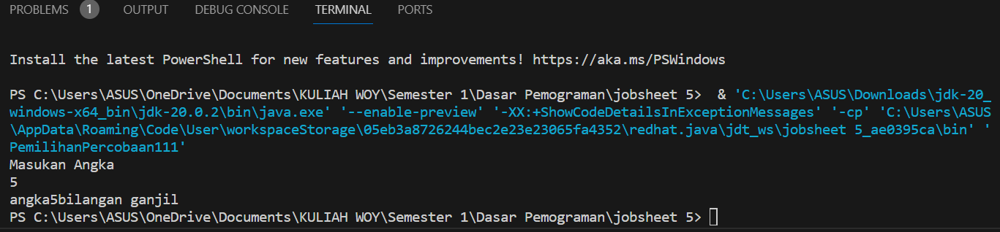 PROBLEMS 1 OUTPUT DEBUG CONSOLE TERMINAL PORTS
Install the latest PowerShell for new features and improvements! https://aka.ms/PSWindows
PS C:\Users\ASUS\OneDrive\Documents\KULIAH WOY\Semester 1\Dasar Pemograman\jobsheet 5>  & 'C:\Users\ASUS\Downloads\jdk-20_
windows-x64_bin\jdk-20.0.2\bin\java.exe' '--enable-preview' '-XX:+ShowCodeDetailsInExceptionMessages' '-cp' 'C:\Users\ASUS
\AppData\Roaming\Code\User\workspaceStorage\05eb3a8726244bec2e23e23065fa4352\redhat.java\jdt_ws\jobsheet 5_ae0395ca\bin' '
PemilihanPercobaan111'
Masukan Angka
5
angka5bilangan ganjil
PS C:\Users\ASUS\OneDrive\Documents\KULIAH WOY\Semester 1\Dasar Pemograman\jobsheet 5>